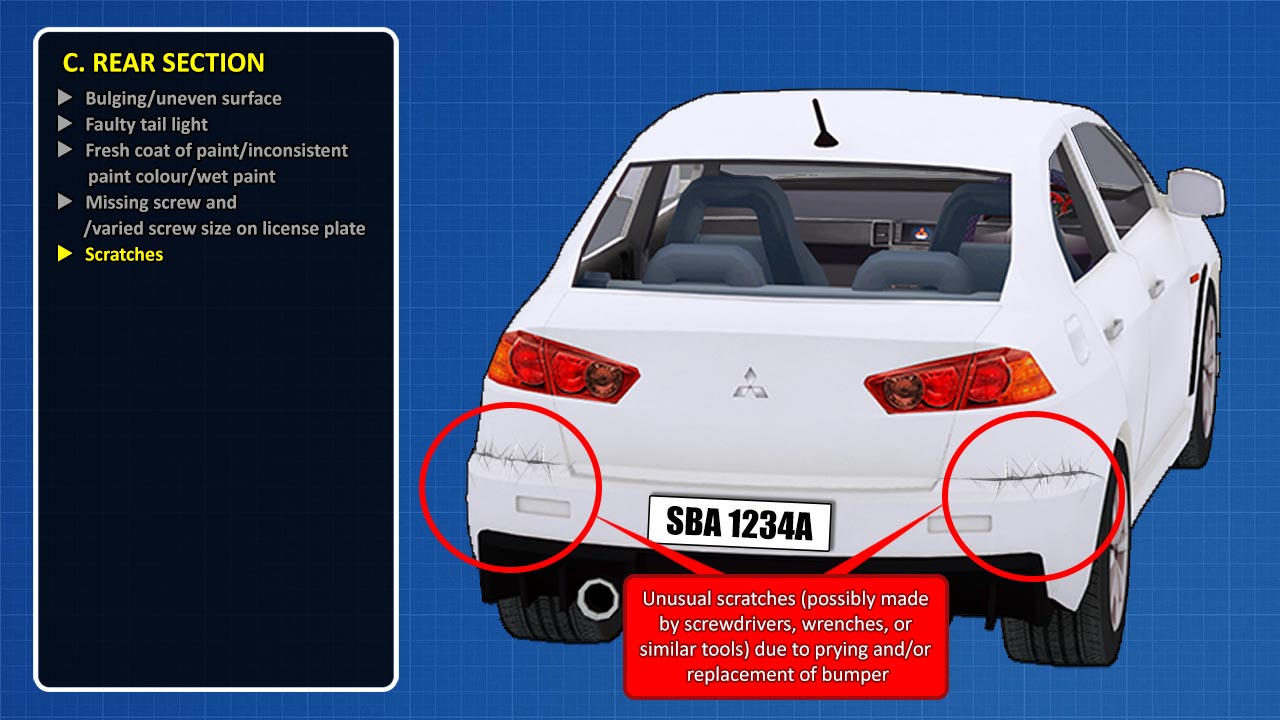 C. REAR SECTION
Bulging/uneven surface
Faulty tail light
Fresh coat of paint/inconsistent
paint colour/wet paint
Missing screw and
/varied screw size on license plate
Scratches
SBA 1234A
Unusual scratches (possibly made
by screwdrivers, wrenches, or
similar tools) due to prying and/or
replacement of bumper